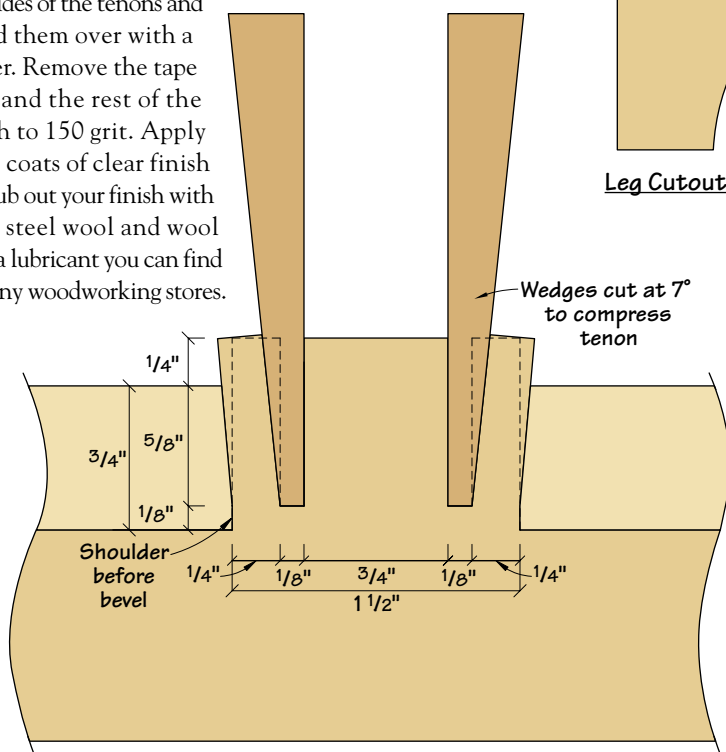 ides of the tenons and
d them over with a
er. Remove the tape
and the rest of the
h to 150 grit. Apply
coats of clear finish
ub out your finish with
steel wool and wool
a lubricant you can find
ny woodworking stores.
Leg Cutout
Wedges cut at 7°
to compress
tenon
1/4"
5/8"
3/4"
1/8"
Shoulder
before
bevel
1/4"
1/8"
3/4"
1/8"
1/4"
1 1/2"